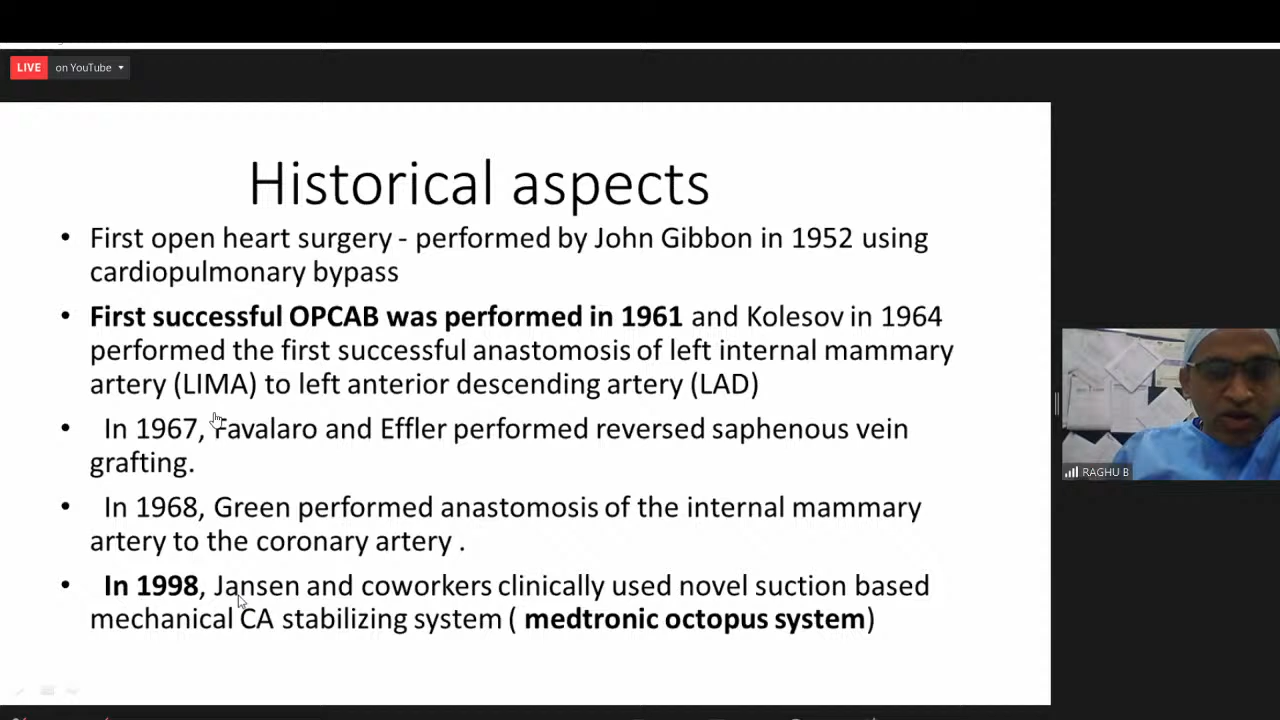 LIVE on YouTube
Historical aspects
• First open heart surgery - performed by John Gibbon in 1952 using
cardiopulmonary bypass
• First successful OPCAB was performed in 1961 and Kolesov in 1964
performed the first successful anastomosis of left internal mammary
artery (LIMA) to left anterior descending artery (LAD)
• In 1967, Favalaro and Effler performed reversed saphenous vein
grafting.
• In 1968, Green performed anastomosis of the internal mammary
artery to the coronary artery .
• In 1998, Jansen and coworkers clinically used novel suction based
mechanical CA stabilizing system ( medtronic octopus system)
RAGHU B